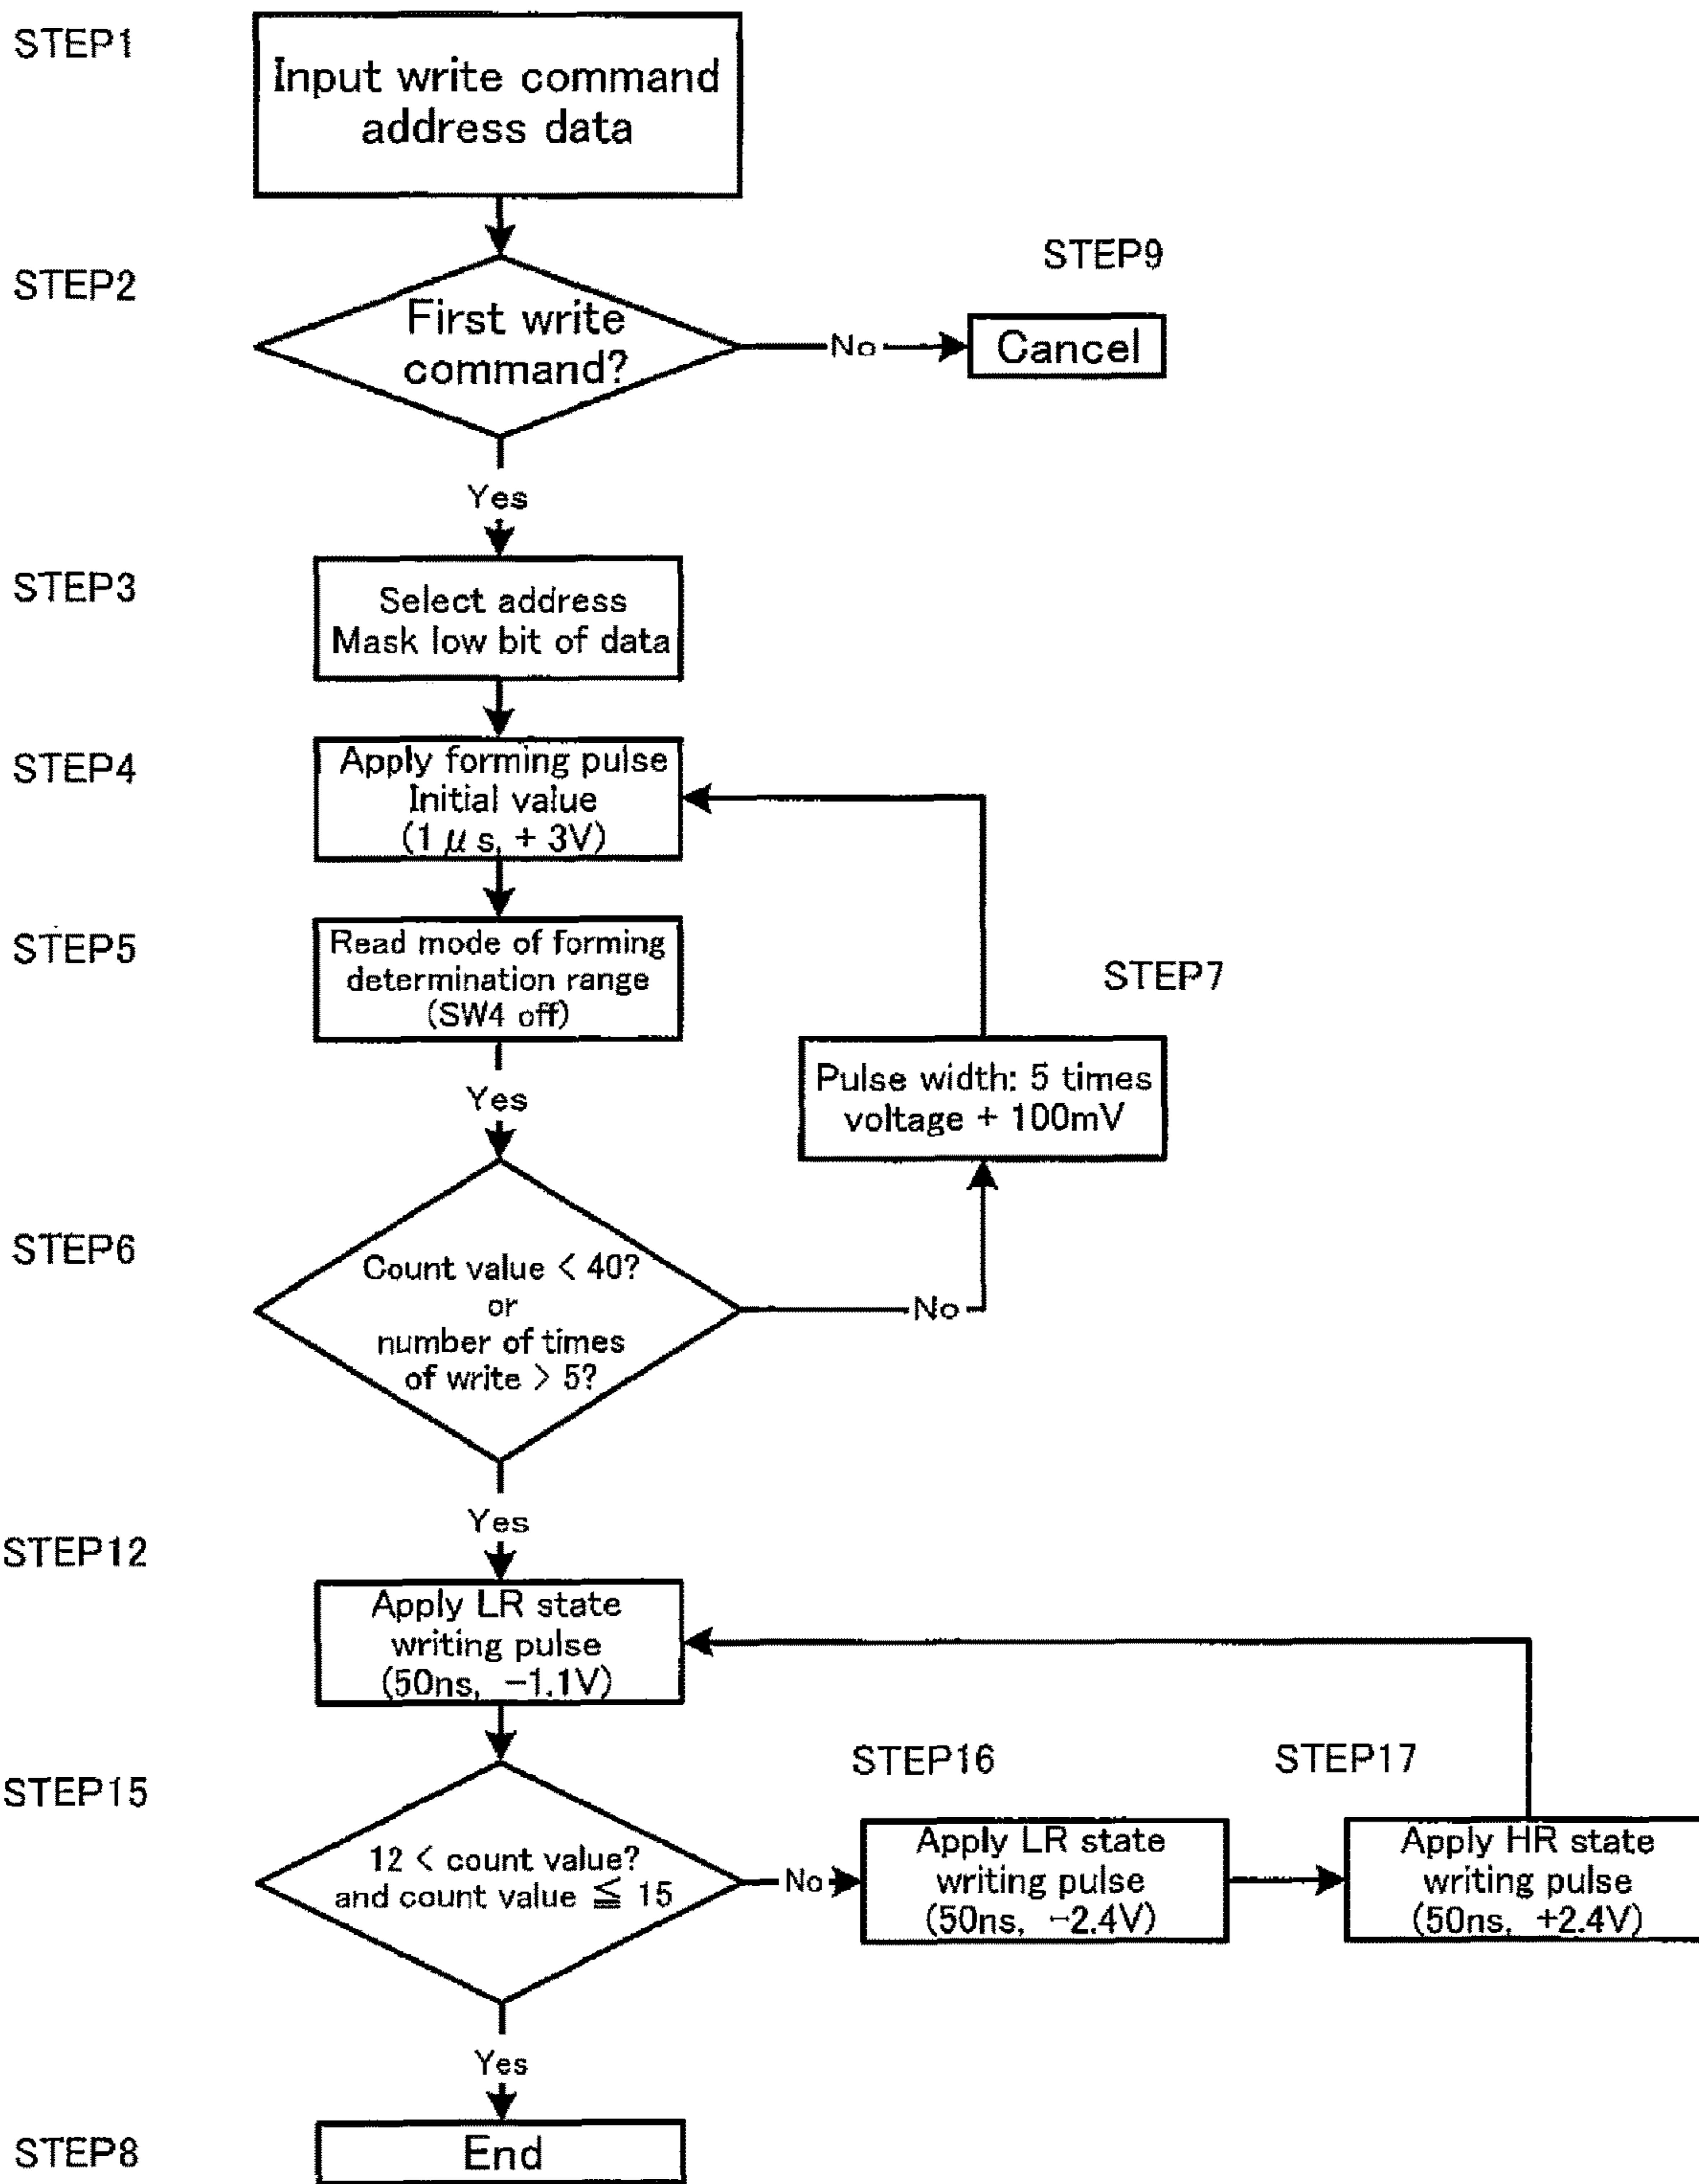 STEP1
Input write command
address data
STEP2
First write
command?
No
STEP9
Cancel
Yes
STEP3
Select address
Mask low bit of data
STEP4
Apply forming pulse
Initial value
(1 μ s, + 3V)
STEP5
Read mode of forming
determination range
(SW4 off)
STEP7
Pulse width: 5 times
voltage + 100mV
Yes
STEP6
Count value < 40?
or
number of times
of write > 5?
No
Yes
STEP12
Apply LR state
writing pulse
(50ns, −1.1V)
STEP15
12 < count value?
and count value ≦ 15
No
STEP16
Apply LR state
writing pulse
(50ns, −2.4V)
STEP17
Apply HR state
writing pulse
(50ns, +2.4V)
Yes
STEP8
End